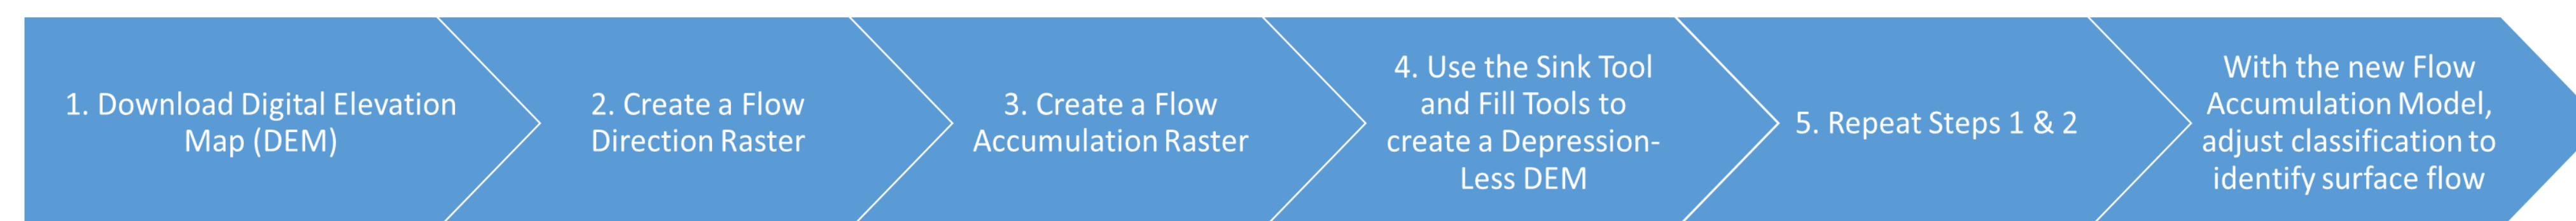 1. Download Digital Elevation
Map (DEM)
2. Create a Flow
Direction Raster
3. Create a Flow
Accumulation Raster
4. Use the Sink Tool
and Fill Tools to
create a Depression-
Less DEM
5. Repeat Steps 1 & 2
With the new Flow
Accumulation Model,
adjust classification to
identify surface flow